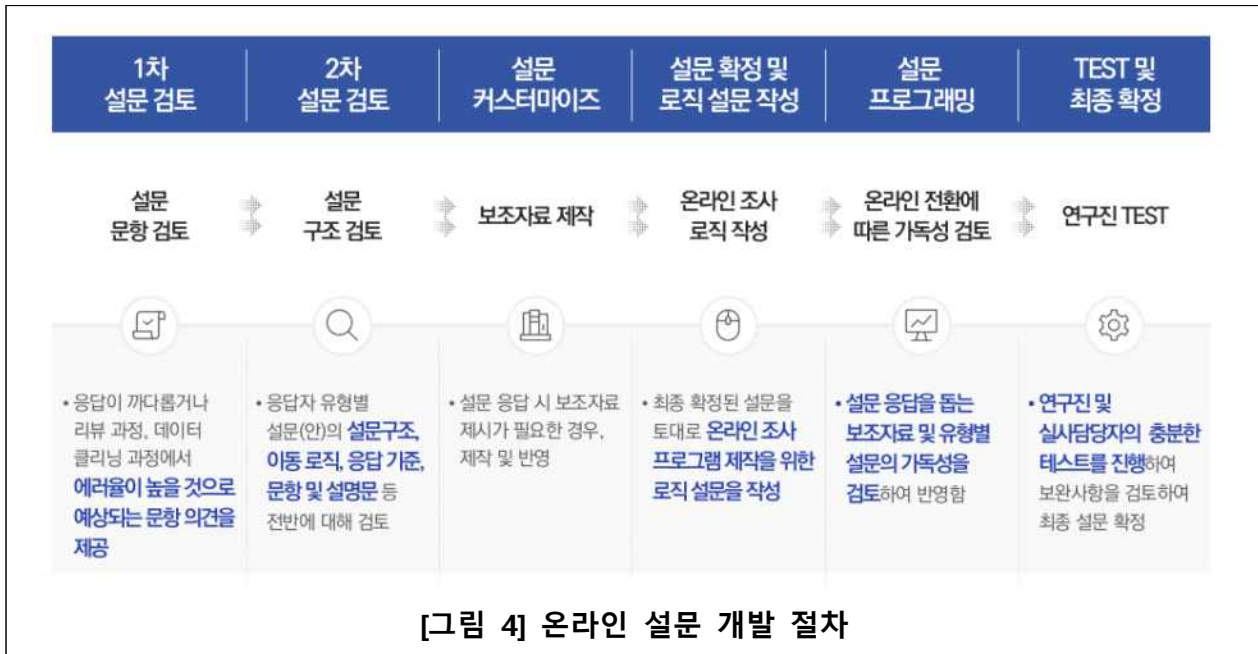 1차
설문 검토
2차
설문 검토
설문
커스터마이즈
설문 확정 및
로직 설문 작성
설문
프로그래밍
TEST 및
최종 확정
설문
문항 검토
설문
구조 검토
보조자료 제작
온라인 조사
로직 작성
온라인 전환에
따른 가독성 검토
연구진 TEST
• 응답이 까다롭거나
리뷰 과정, 데이터
클리닝 과정에서
에러율이 높을 것으로
예상되는 문항 의견을
제공
• 응답자 유형별
설문(안)의 설문구조,
이동 로직, 응답 기준,
문항 및 설명문 등
전반에 대해 검토
• 설문 응답 시 보조자료
제시가 필요한 경우,
제작 및 반영
• 최종 확정된 설문을
토대로 온라인 조사
프로그램 제작을 위한
로직 설문을 작성
• 설문 응답을 돕는
보조자료 및 유형별
설문의 가독성을
검토하여 반영함
• 연구진 및
실사담당자의 충분한
테스트를 진행하여
보완사항을 검토하여
최종 설문 확정
[그림 4] 온라인 설문 개발 절차